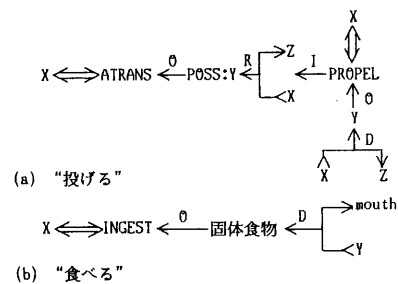 X
X ATRANS O POSS:Y R Z I PROPEL
X
O
Y
D
X Z
(a) “投げる”
X INGEST O 固体食物 D mouth
Y
(b) “食べる”